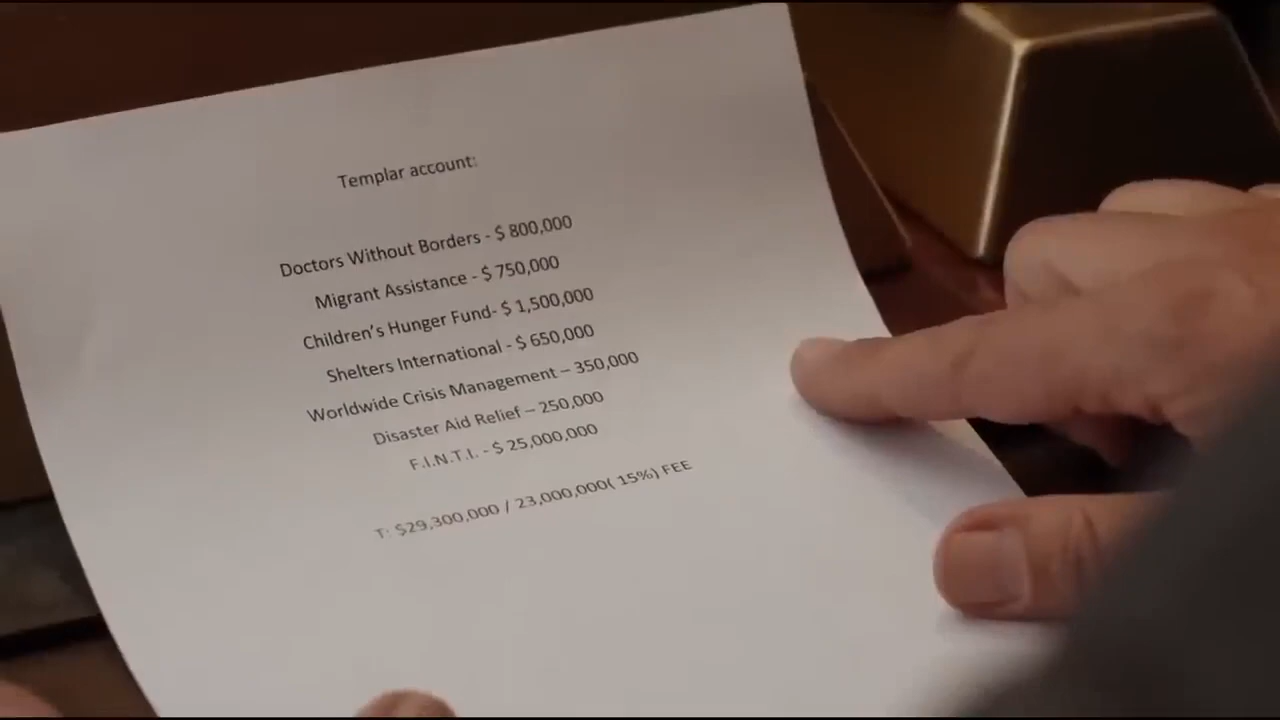 Templar account:
Doctors Without Borders - $ 800,000
Migrant Assistance - $ 750,000
Children's Hunger Fund- $ 1,500,000
Shelters International - $ 650,000
Worldwide Crisis Management – 350,000
Disaster Aid Relief – 250,000
F.I.N.T.I. - $ 25,000,000
T: $29,300,000 / 23,000,000( 15%) FEE